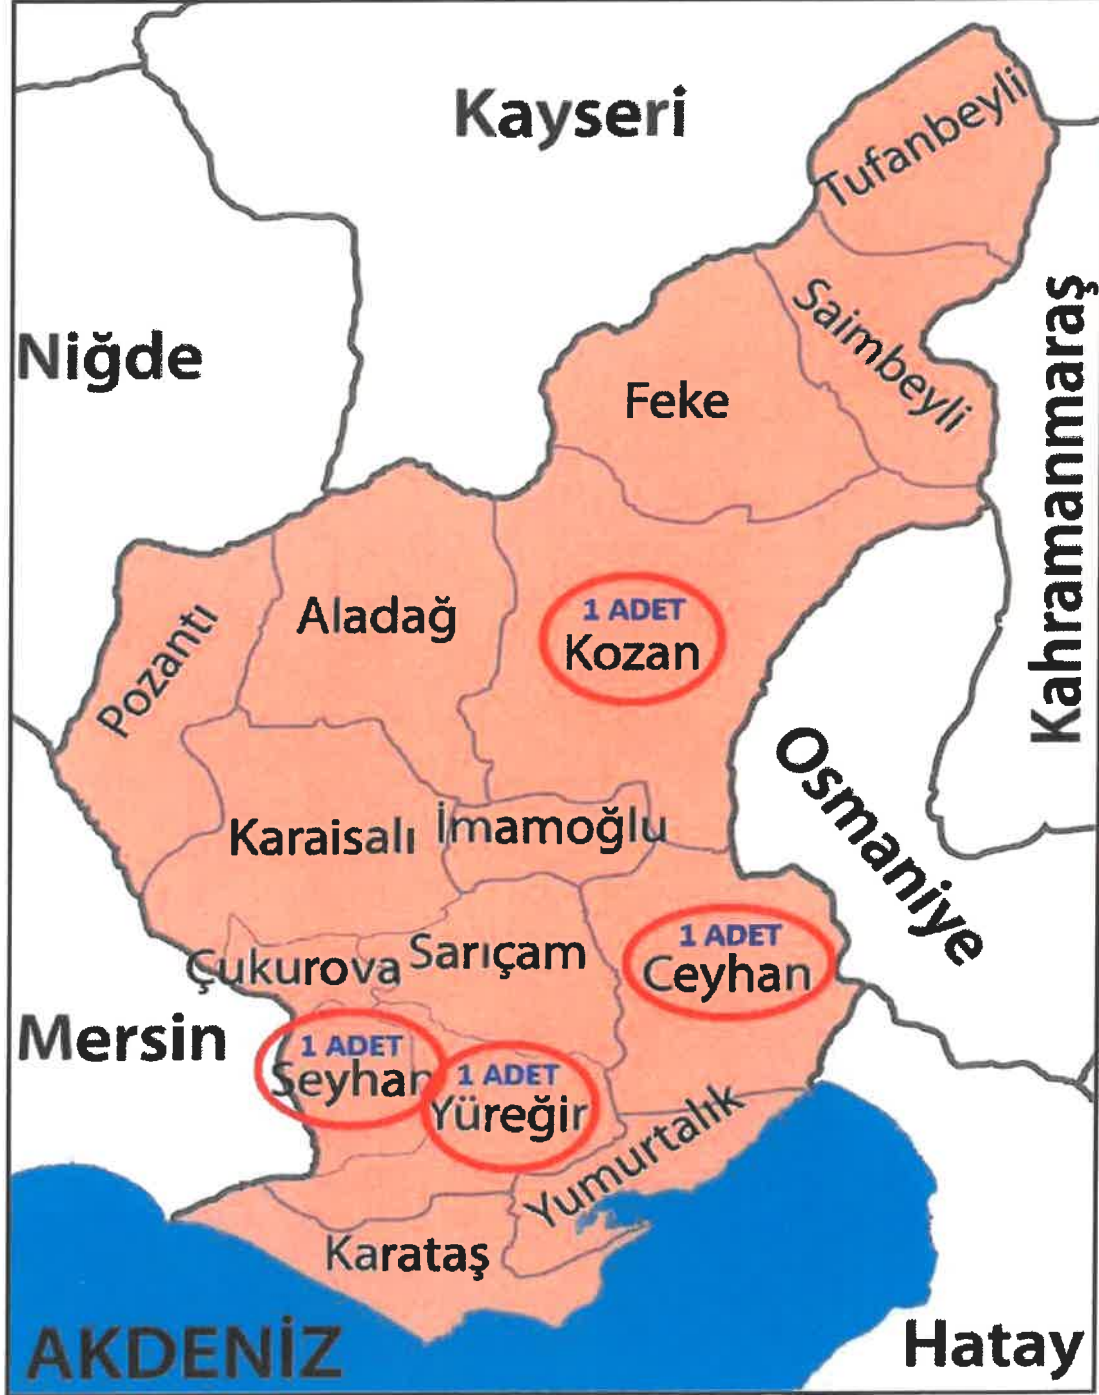 Kayseri
Tufanbeyli
Saimbeyli
Niğde
Feke
Kahramanmaraş
Aladağ
1 ADET
Kozan
Pozantı
Osmaniye
Karaisalı
İmamoğlu
Çukurova
Sarıçam
1 ADET
Ceyhan
Mersin
1 ADET
Seyhan
1 ADET
Yüreğir
Yumurtalık
Karataş
AKDENİZ
Hatay